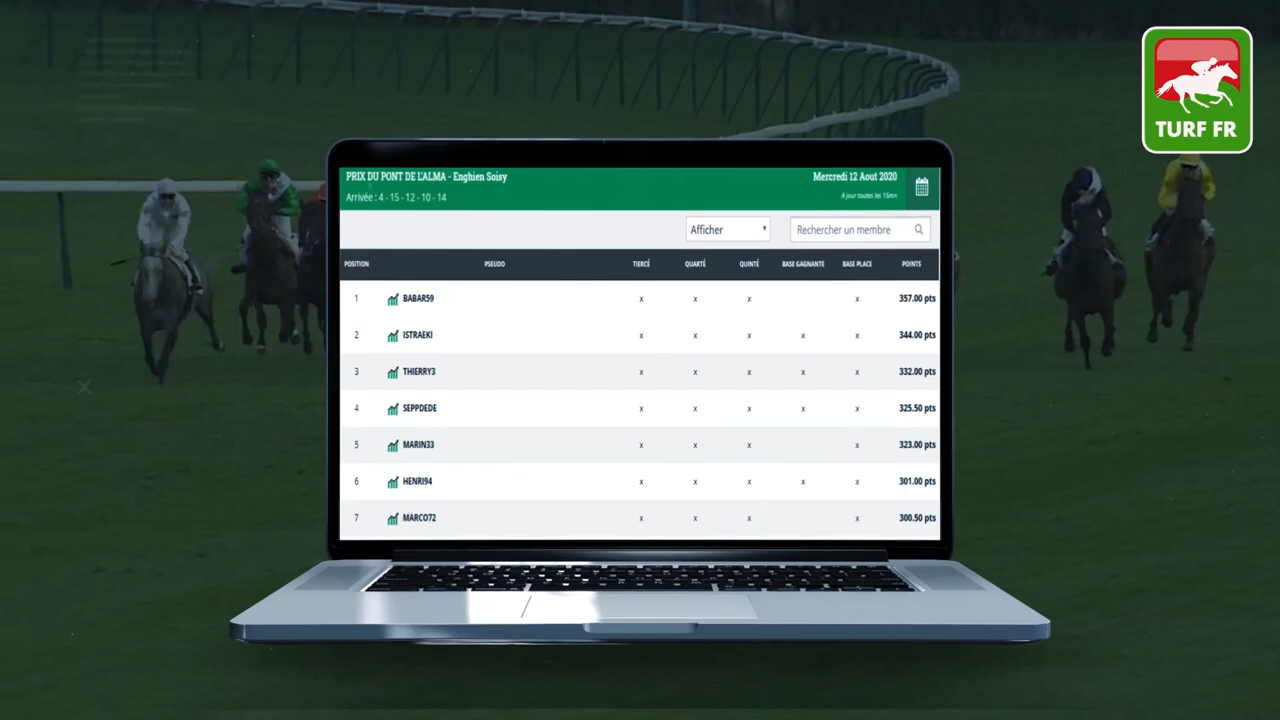 TURF FR
PRIX DU PONT DE L'ALMA - Enghien Soisy
Mercredi 12 Aout 2020
Arrivée : 4 - 15 - 12 - 10 - 14
A jour toutes les 15mn
Afficher
Rechercher un membre
POSITION PSEUDO TIERCÉ QUARTÉ QUINTÉ BASE GAGNANTE BASE PLACE POINTS
1 BABAR59 x x x x 357.00 pts
2 ISTRAEKI x x x x x 344.00 pts
3 THIERRY3 x x x x x 332.00 pts
4 SEPPDEDE x x x x x 325.50 pts
5 MARIN33 x x x x 323.00 pts
6 HENRI94 x x x x x 301.00 pts
7 MARCO72 x x x x 300.50 pts